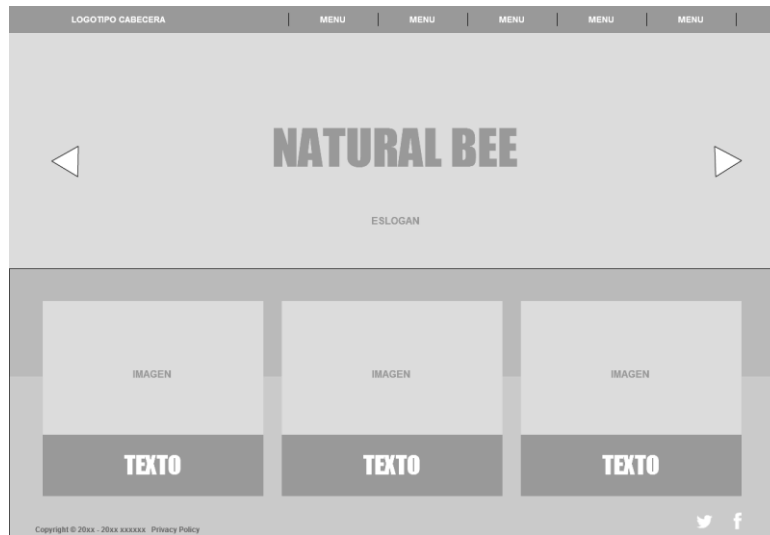 LOGOTIPO CABECERA MENU MENU MENU MENU MENU
NATURAL BEE
ESLOGAN
IMAGEN IMAGEN IMAGEN
TEXTO TEXTO TEXTO
Copyright © 20xx - 20xx xxxxxx Privacy Policy